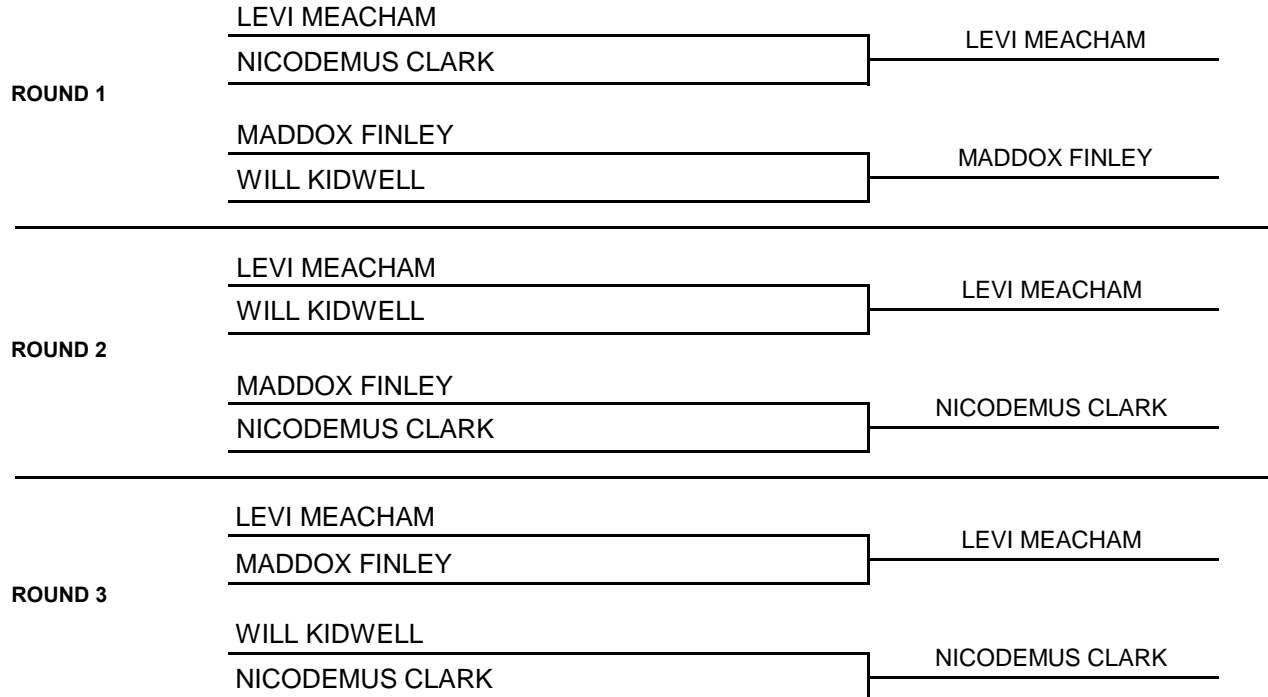 LEVI MEACHAM
LEVI MEACHAM
NICODEMUS CLARK
ROUND 1
MADDOX FINLEY
MADDOX FINLEY
WILL KIDWELL
LEVI MEACHAM
LEVI MEACHAM
WILL KIDWELL
ROUND 2
MADDOX FINLEY
NICODEMUS CLARK
NICODEMUS CLARK
LEVI MEACHAM
LEVI MEACHAM
MADDOX FINLEY
ROUND 3
WILL KIDWELL
NICODEMUS CLARK
NICODEMUS CLARK